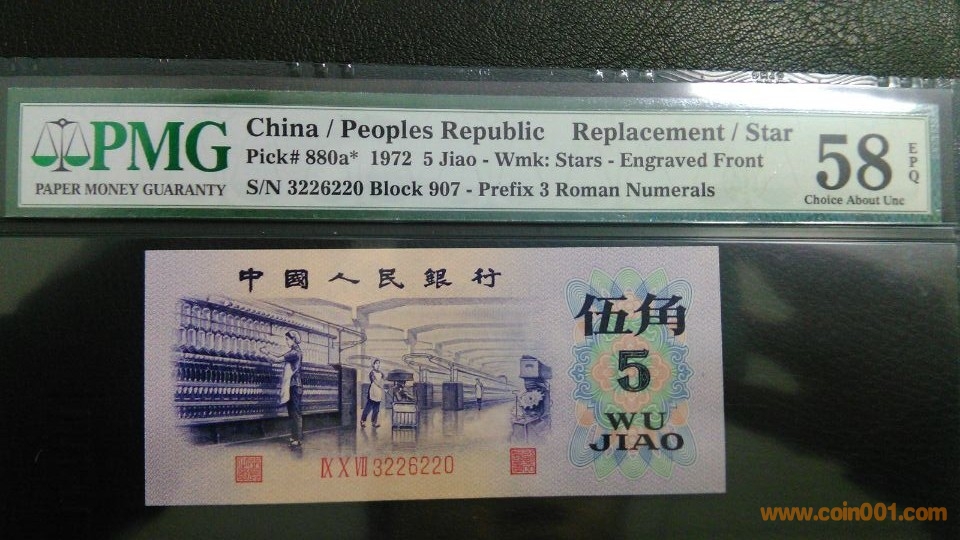 PMG
PAPER MONEY GUARANTY
China / Peoples Republic Replacement / Star
Pick# 880a* 1972 5 Jiao - Wmk: Stars - Engraved Front
S/N 3226220 Block 907 - Prefix 3 Roman Numerals
58
EPQ
Choice About Unc
中國人民銀行
伍角
5
WU
JIAO
IX X VII 3226220
www.coin001.com